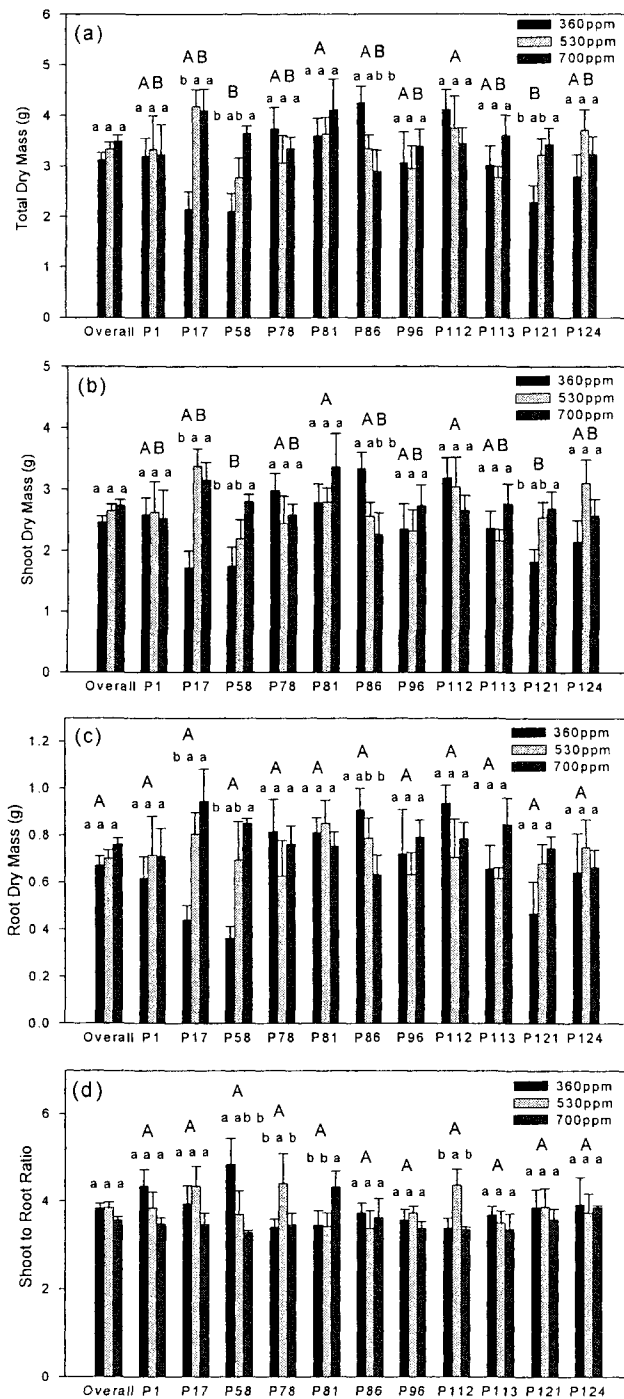 (a)
360ppm
530ppm
700ppm
Total Dry Mass (g)
6
5
4
3
2
1
0
a a a
A B
a a a
A B
b a a
B
b ab a
A B
a a a
A
a a a
A B
a ab b
A B
a a a
A
a a a
A B
a a a
B
b ab a
A B
a a a
Overall P1 P17 P58 P78 P81 P86 P96 P112 P113 P121 P124
(b)
360ppm
530ppm
700ppm
Shoot Dry Mass (g)
5
4
3
2
1
0
a a a
A B
a a a
A B
b a a
B
b ab a
A B
a a a
A
a a a
A B
a ab b
A B
a a a
A
a a a
A B
a a a
B
b ab a
A B
a a a
Overall P1 P17 P58 P78 P81 P86 P96 P112 P113 P121 P124
(c)
360ppm
530ppm
700ppm
Root Dry Mass (g)
1.2
1.0
0.8
0.6
0.4
0.2
0.0
A
a a a
A
a a a
A
b a a
A
b ab a
A
a a a
A
a a a
A
a ab b
A
a a a
A
a a a
A
a a a
A
a a a
A
a a a
Overall P1 P17 P58 P78 P81 P86 P96 P112 P113 P121 P124
(d)
360ppm
530ppm
700ppm
Shoot to Root Ratio
6
4
2
0
a a a
A
a a a
A
a a a
A
a ab b
A
b a b
A
b b a
A
a a a
A
a a a
A
b a b
A
a a a
A
a a a
A
a a a
Overall P1 P17 P58 P78 P81 P86 P96 P112 P113 P121 P124